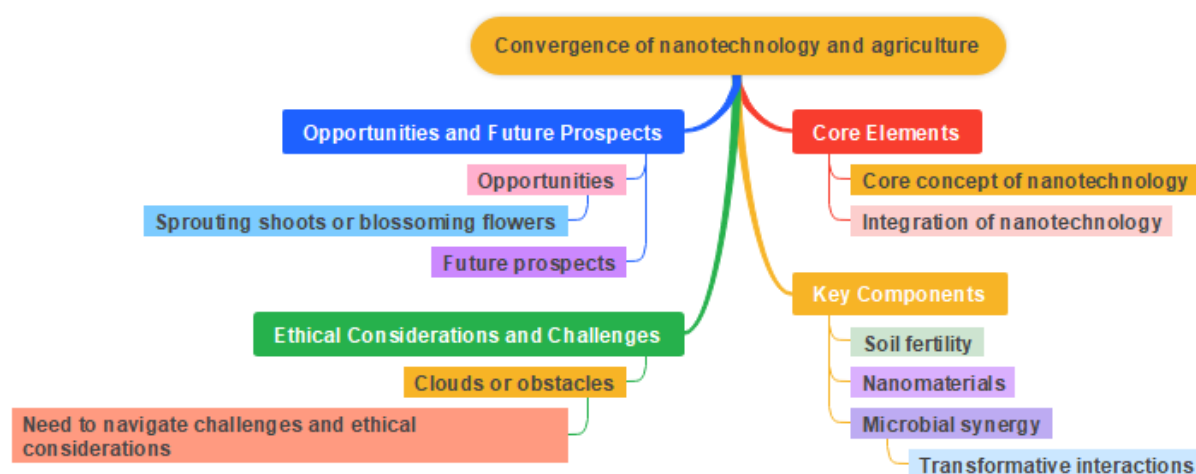 Convergence of nanotechnology and agriculture
Opportunities and Future Prospects
Opportunities
Sprouting shoots or blossoming flowers
Future prospects
Ethical Considerations and Challenges
Clouds or obstacles
Need to navigate challenges and ethical
considerations
Core Elements
Core concept of nanotechnology
Integration of nanotechnology
Key Components
Soil fertility
Nanomaterials
Microbial synergy
Transformative interactions